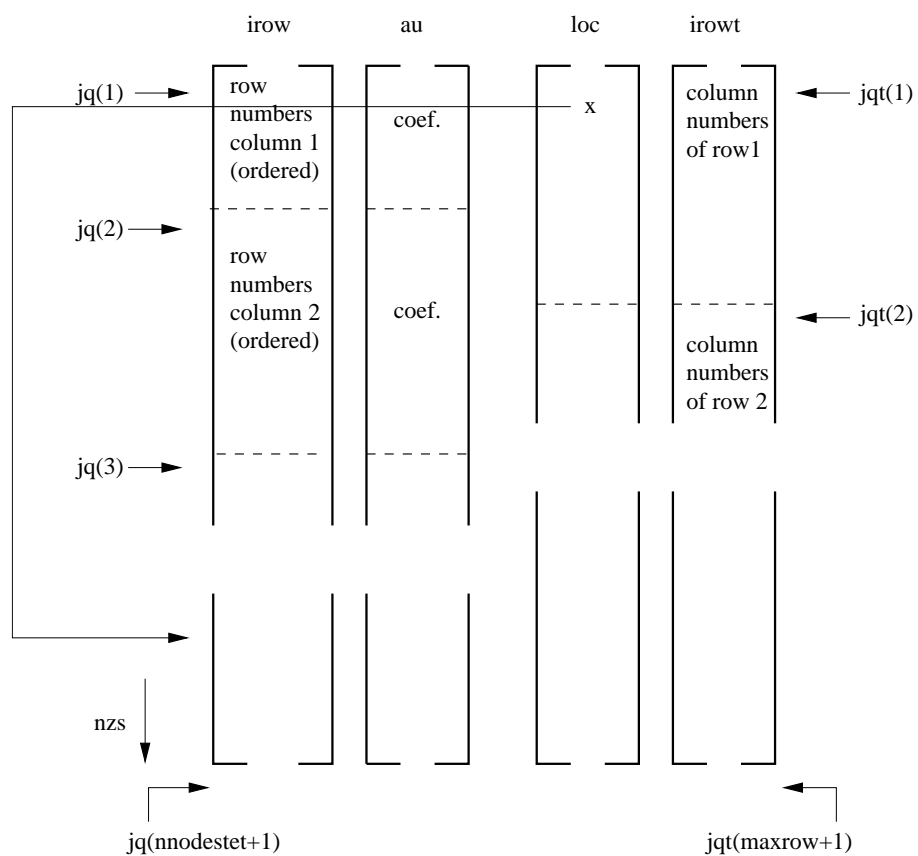 irow au loc irowt
jq(1)
row
numbers
column 1
(ordered)
coef.
x
column
numbers
of row1
jqt(1)
jq(2)
row
numbers
column 2
(ordered)
coef.
jqt(2)
column
numbers
of row 2
jq(3)
nzs
jq(nnodestet+1)
jqt(maxrow+1)